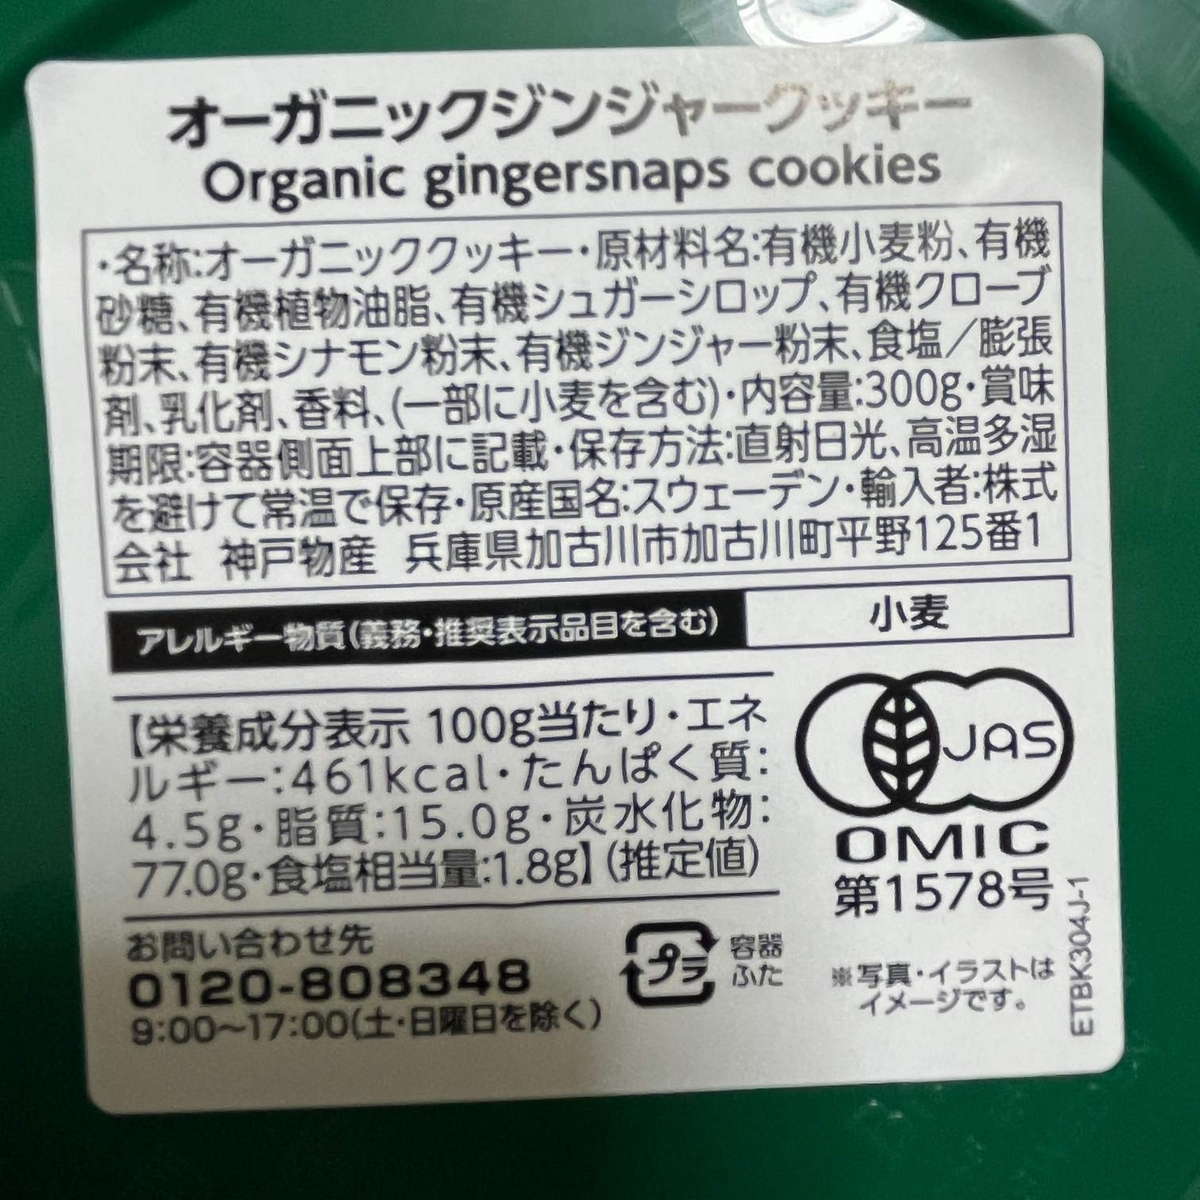 オーガニックジンジャークッキー
Organic gingersnaps cookies
・名称:オーガニッククッキー・原材料名:有機小麦粉、有機
砂糖、有機植物油脂、有機シュガーシロップ、有機クローブ
粉末、有機シナモン粉末、有機ジンジャー粉末、食塩／膨張
剤、乳化剤、香料、(一部に小麦を含む)・内容量:300g・賞味
期限:容器側面上部に記載・保存方法:直射日光、高温多湿
を避けて常温で保存・原産国名:スウェーデン・輸入者:株式
会社 神戸物産 兵庫県加古川市加古川町平野125番1
アレルギー物質(義務・推奨表示品目を含む) 小麦
【栄養成分表示 100g当たり・エネ
ルギー:461kcal・たんぱく質:
4.5g・脂質:15.0g・炭水化物:
77.0g・食塩相当量:1.8g】(推定値)
JAS
OMIC
第1578号
お問い合わせ先
0120-808348
9:00〜17:00(土・日曜日を除く)
プラ
容器
ふた
※写真・イラストは
イメージです。
ETBK304J-1